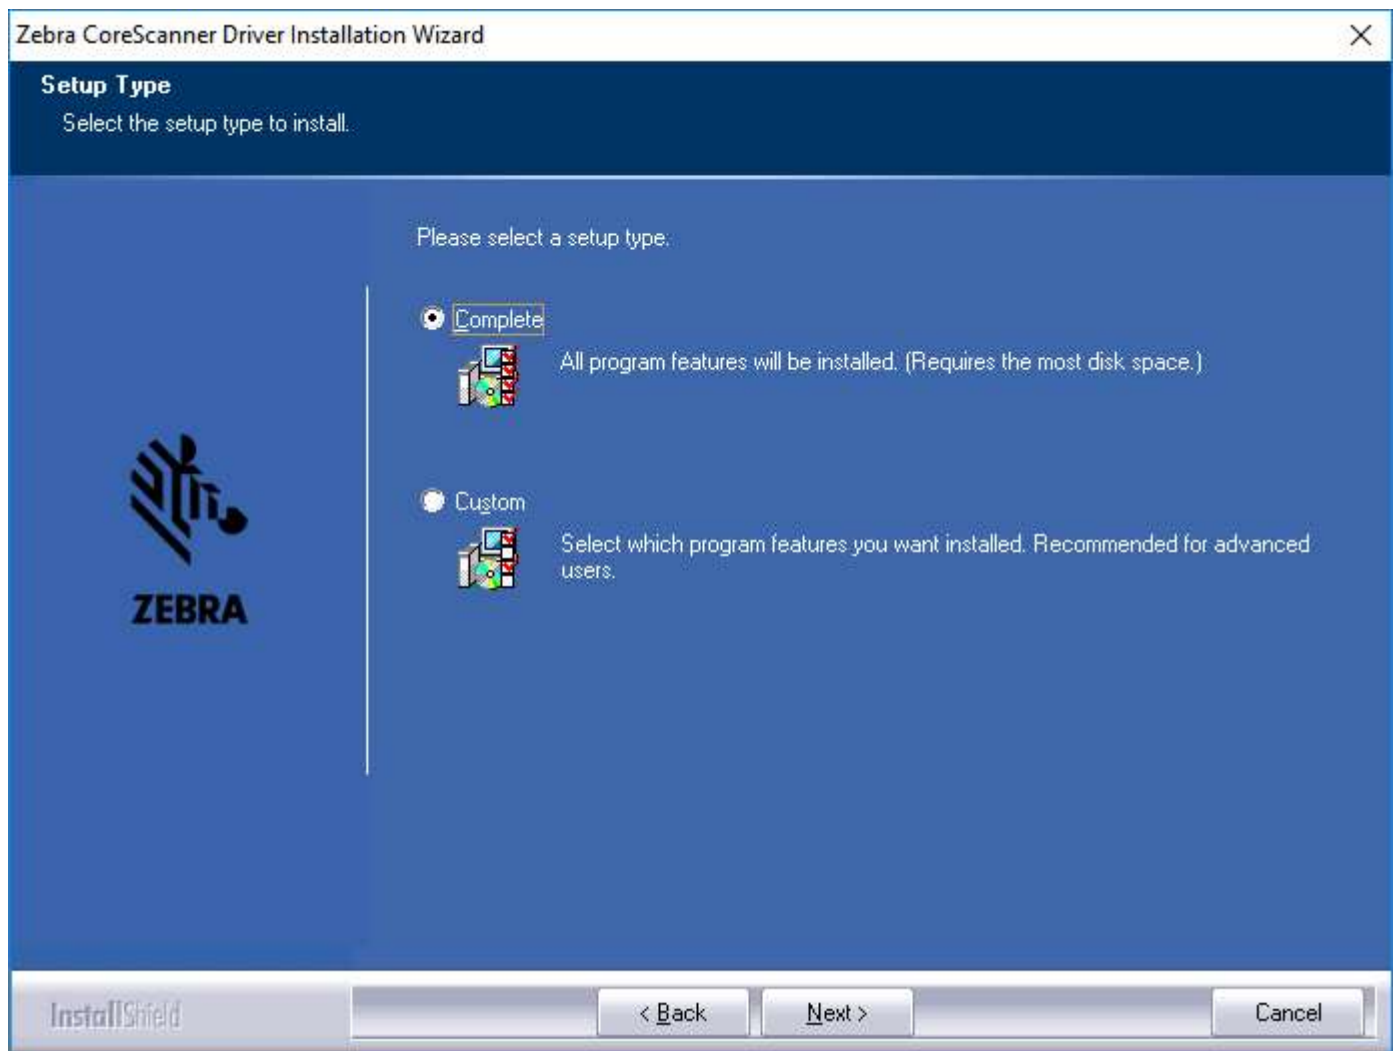 Zebra CoreScanner Driver Installation Wizard
Setup Type
Select the setup type to install.
Please select a setup type.
Complete
All program features will be installed. (Requires the most disk space.)
Custom
Select which program features you want installed. Recommended for advanced
users.
ZEBRA
InstallShield
< Back
Next >
Cancel